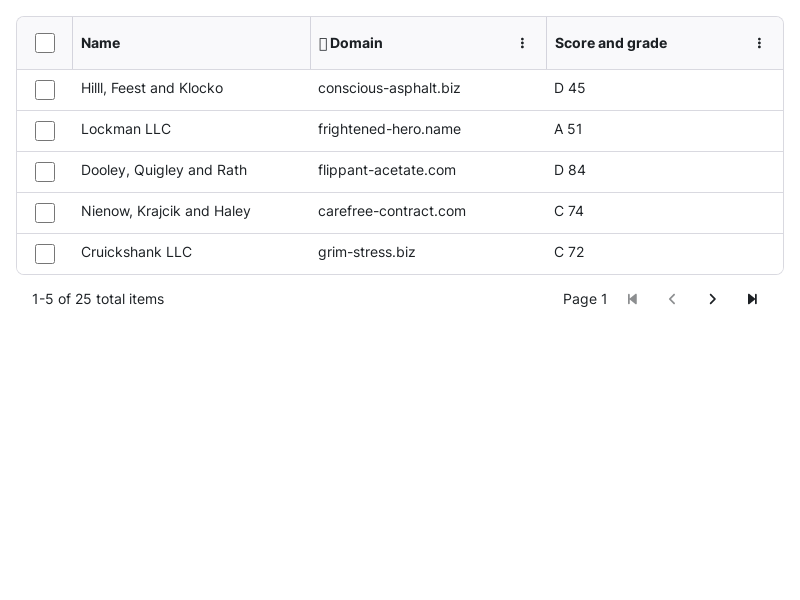 Name Domain Score and grade
Hilll, Feest and Klocko conscious-asphalt.biz D 45
Lockman LLC frightened-hero.name A 51
Dooley, Quigley and Rath flippant-acetate.com D 84
Nienow, Krajcik and Haley carefree-contract.com C 74
Cruickshank LLC grim-stress.biz C 72
1-5 of 25 total items Page 1